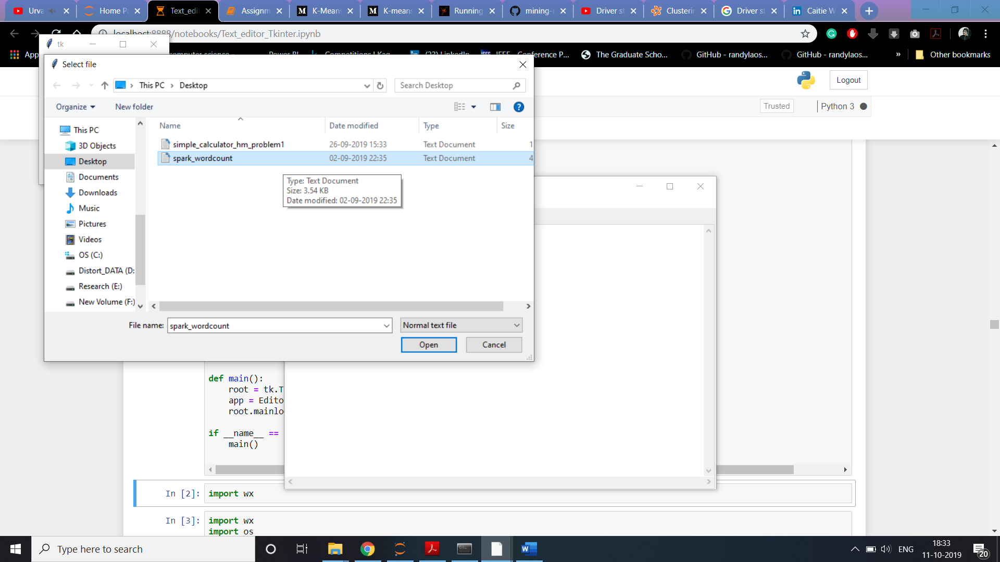 Urva
Home Pa
Text_edit
Assignm
K-Means
K-means
Running
mining-r
Driver st
Clusterin
Driver st
Caitie W
localhost:8888/notebooks/Text_editor_Tkinter.ipynb
tk
App
computer science
Power BI
Competitions | Kag
(23) LinkedIn
IEEE - Conference P...
The Graduate Scho...
GitHub - randylaos...
GitHub - randylaos...
»
Other bookmarks
Select file
This PC
Desktop
Search Desktop
Logout
Organize
New folder
Trusted
Python 3
This PC
3D Objects
Desktop
Documents
Downloads
Music
Pictures
Videos
OS (C:)
Distort_DATA (D:
Research (E:)
New Volume (F:)
Name Date modified Type Size
simple_calculator_hm_problem1 26-09-2019 15:33 Text Document 1
spark_wordcount 02-09-2019 22:35 Text Document 4
Type: Text Document
Size: 3.54 KB
Date modified: 02-09-2019 22:35
File name: spark_wordcount
Normal text file
Open
Cancel
def main():
root = tk.T
app = Edito
root.mainlo
if __name__ ==
main()
In [2]: import wx
In [3]: import wx
import os
Type here to search
ENG
18:33
11-10-2019
20